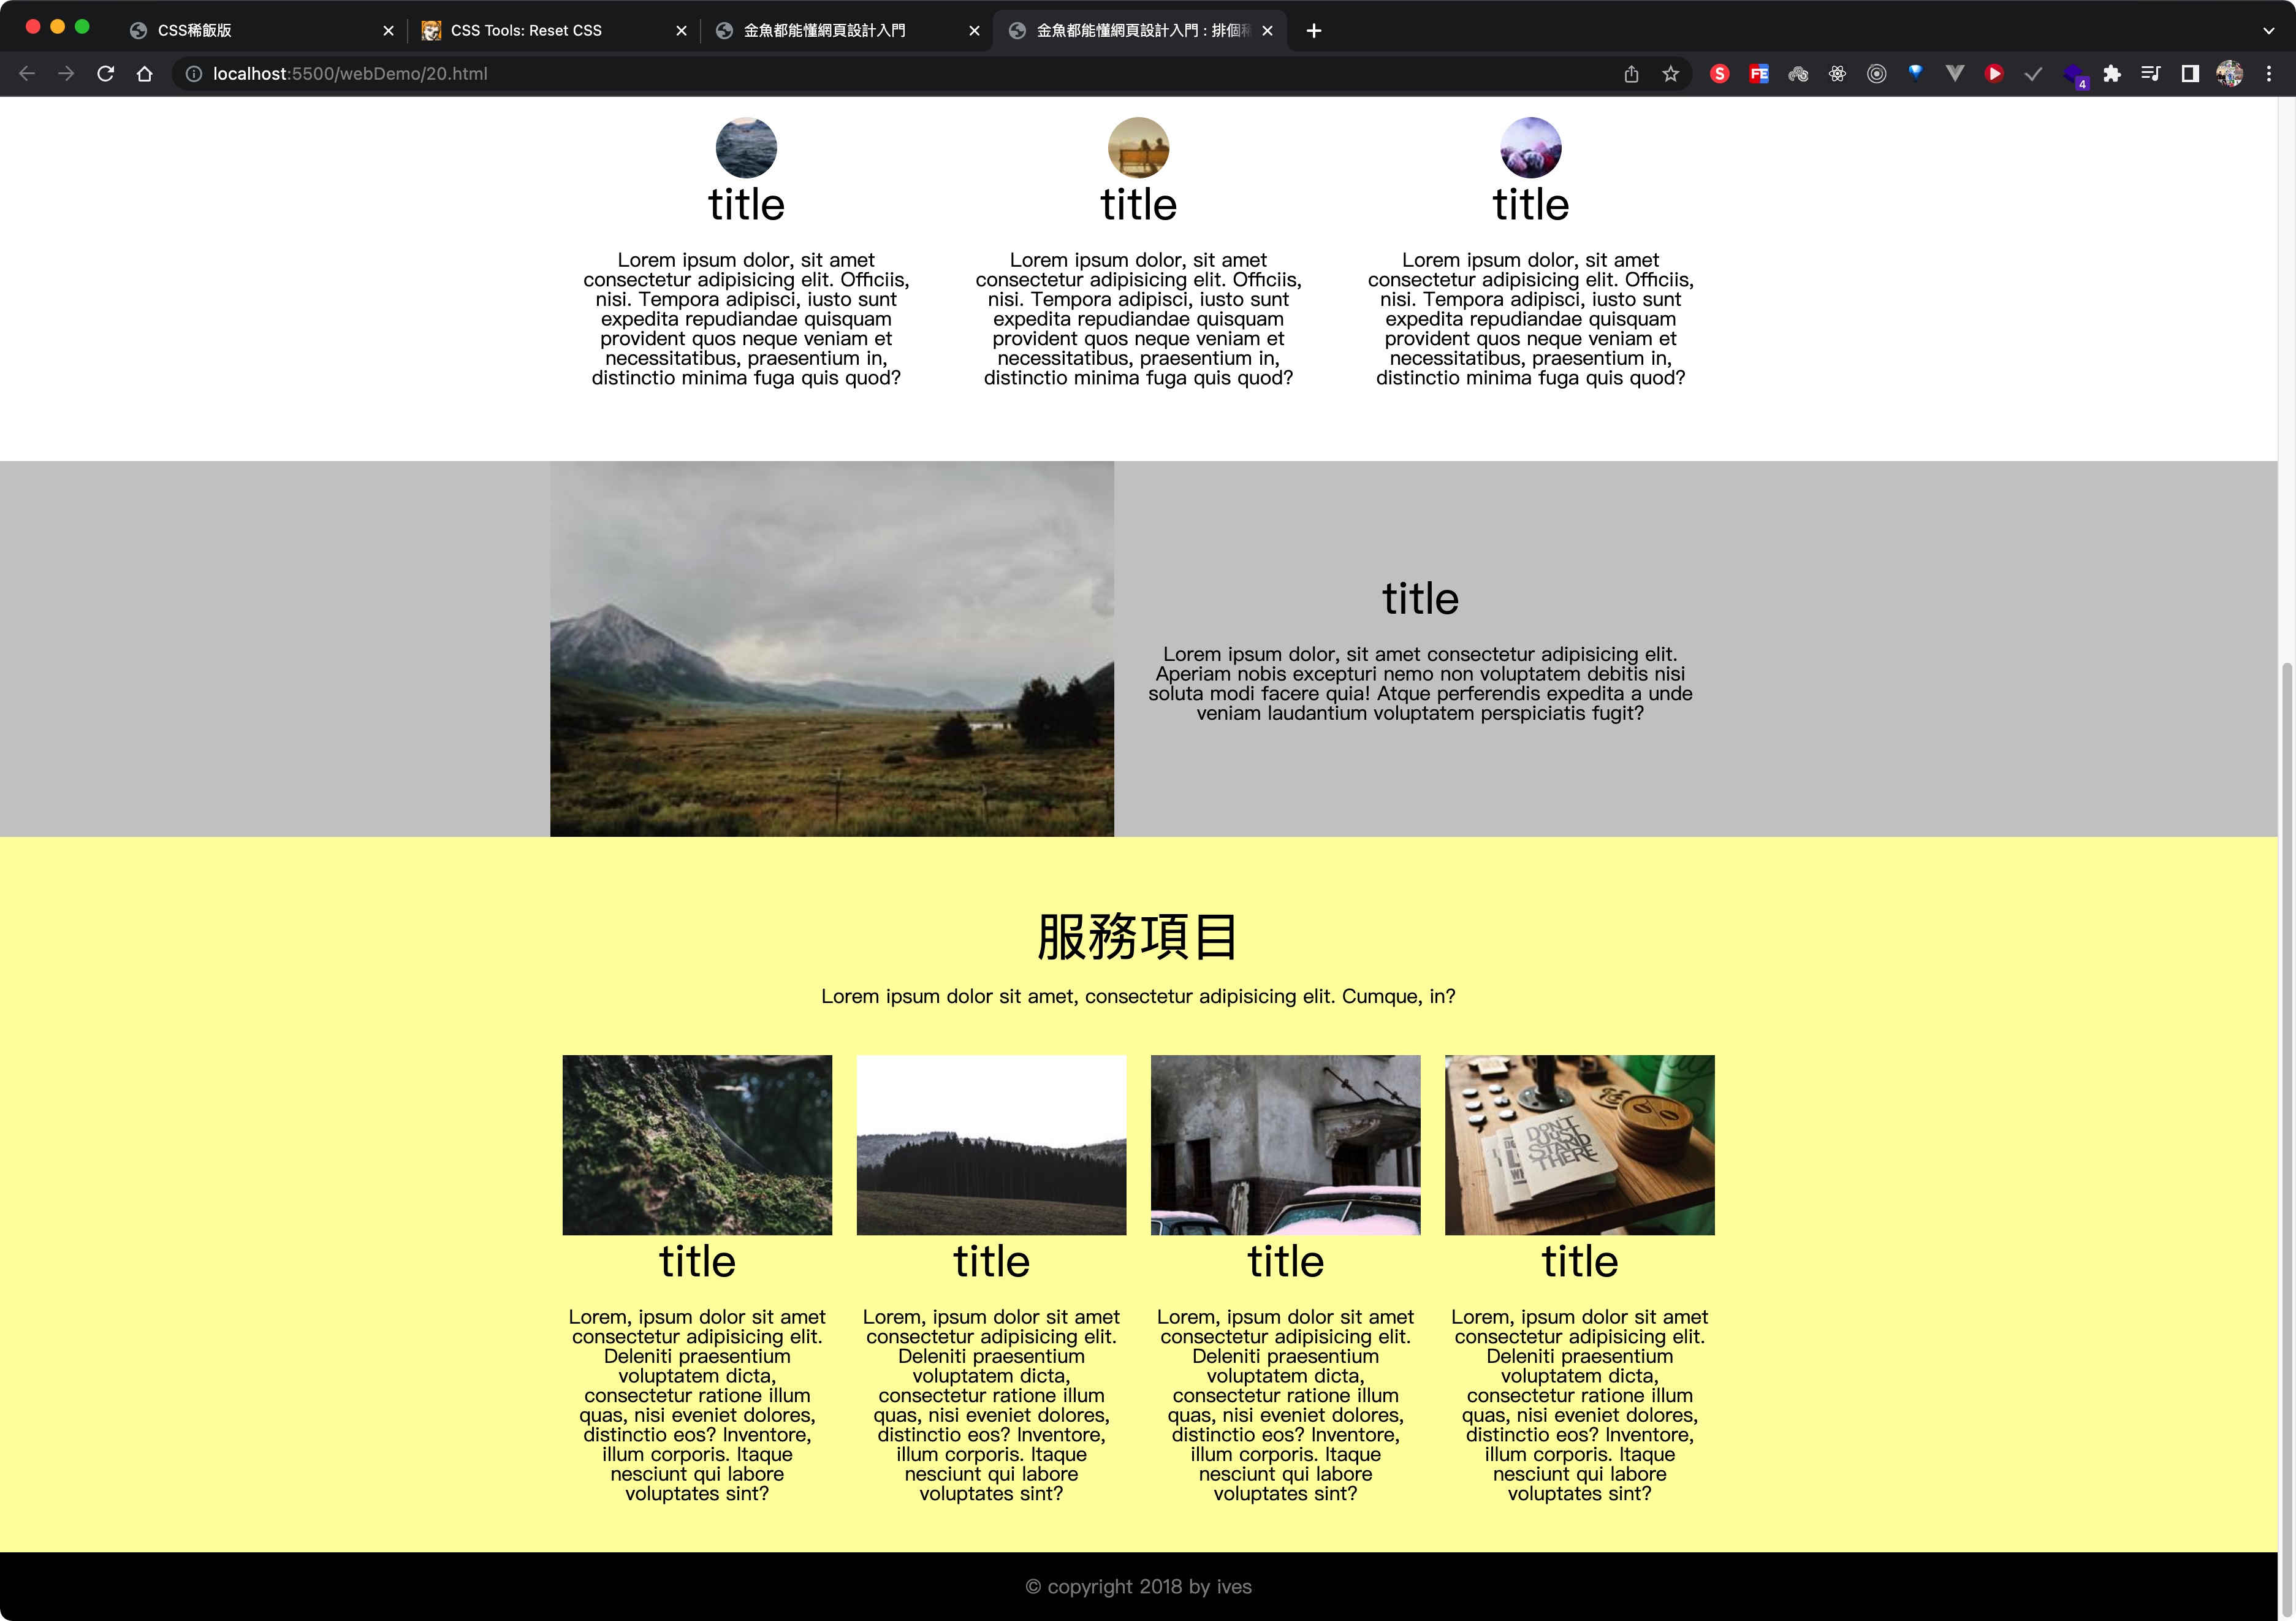 CSS稀飯版
CSS Tools: Reset CSS
金魚都能懂網頁設計入門
金魚都能懂網頁設計入門 : 排個
localhost:5500/webDemo/20.html
S
FE
4
title
title
title
Lorem ipsum dolor, sit amet
consectetur adipisicing elit. Officiis,
nisi. Tempora adipisci, iusto sunt
expedita repudiandae quisquam
provident quos neque veniam et
necessitatibus, praesentium in,
distinctio minima fuga quis quod?
Lorem ipsum dolor, sit amet
consectetur adipisicing elit. Officiis,
nisi. Tempora adipisci, iusto sunt
expedita repudiandae quisquam
provident quos neque veniam et
necessitatibus, praesentium in,
distinctio minima fuga quis quod?
Lorem ipsum dolor, sit amet
consectetur adipisicing elit. Officiis,
nisi. Tempora adipisci, iusto sunt
expedita repudiandae quisquam
provident quos neque veniam et
necessitatibus, praesentium in,
distinctio minima fuga quis quod?
title
Lorem ipsum dolor, sit amet consectetur adipisicing elit.
Aperiam nobis excepturi nemo non voluptatem debitis nisi
soluta modi facere quia! Atque perferendis expedita a unde
veniam laudantium voluptatem perspiciatis fugit?
服務項目
Lorem ipsum dolor sit amet, consectetur adipisicing elit. Cumque, in?
DON'T
JUST
STAND
THERE
title
title
title
title
Lorem, ipsum dolor sit amet
consectetur adipisicing elit.
Deleniti praesentium
voluptatem dicta,
consectetur ratione illum
quas, nisi eveniet dolores,
distinctio eos? Inventore,
illum corporis. Itaque
nesciunt qui labore
voluptates sint?
Lorem, ipsum dolor sit amet
consectetur adipisicing elit.
Deleniti praesentium
voluptatem dicta,
consectetur ratione illum
quas, nisi eveniet dolores,
distinctio eos? Inventore,
illum corporis. Itaque
nesciunt qui labore
voluptates sint?
Lorem, ipsum dolor sit amet
consectetur adipisicing elit.
Deleniti praesentium
voluptatem dicta,
consectetur ratione illum
quas, nisi eveniet dolores,
distinctio eos? Inventore,
illum corporis. Itaque
nesciunt qui labore
voluptates sint?
Lorem, ipsum dolor sit amet
consectetur adipisicing elit.
Deleniti praesentium
voluptatem dicta,
consectetur ratione illum
quas, nisi eveniet dolores,
distinctio eos? Inventore,
illum corporis. Itaque
nesciunt qui labore
voluptates sint?
© copyright 2018 by ives